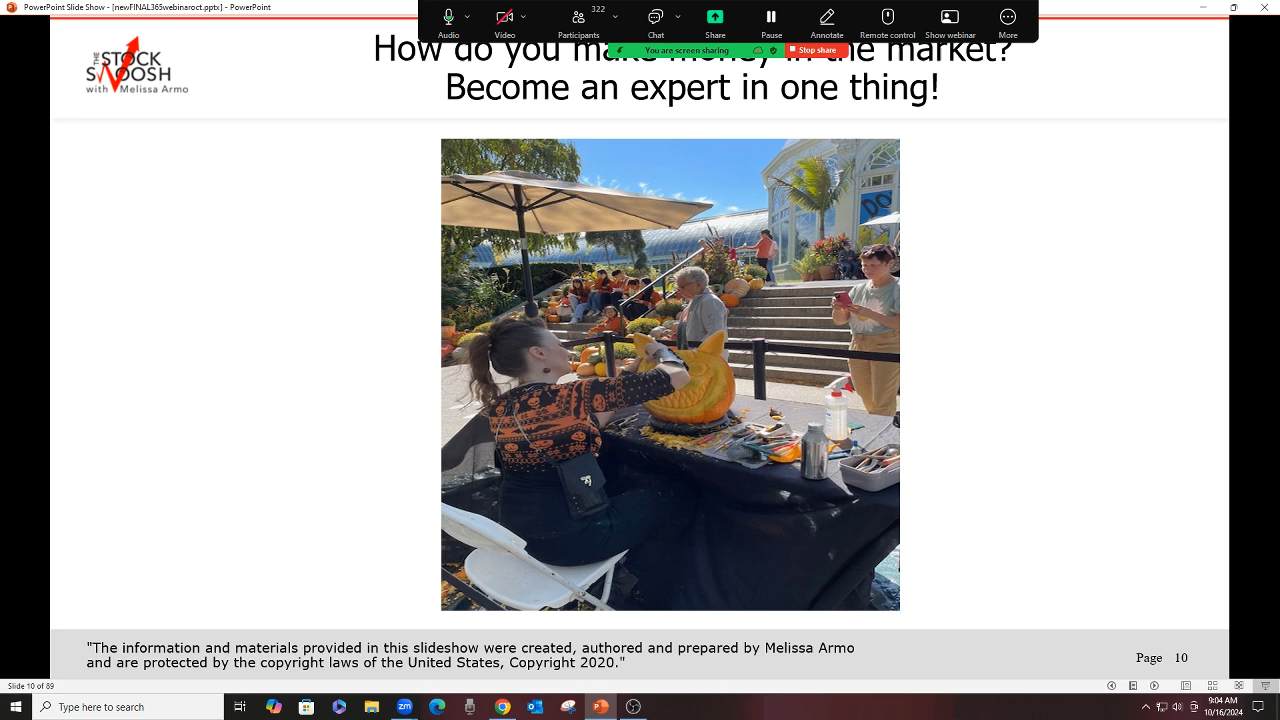 PowerPoint Slide Show - [newFINAL365webinaroct.pptx] - PowerPoint
322
Audio
Video
Participants
Chat
Share
Pause
Annotate
Remote control
Show webinar
More
You are screen sharing
Stop share
How do you make money in the market?
Become an expert in one thing!
THE
STOCK
SWOOSH
with Melissa Armo
DO
"The information and materials provided in this slideshow were created, authored and prepared by Melissa Armo
and are protected by the copyright laws of the United States, Copyright 2020."
Page 10
Slide 10 of 89
Type here to search
zm
9:04 AM
10/16/2024